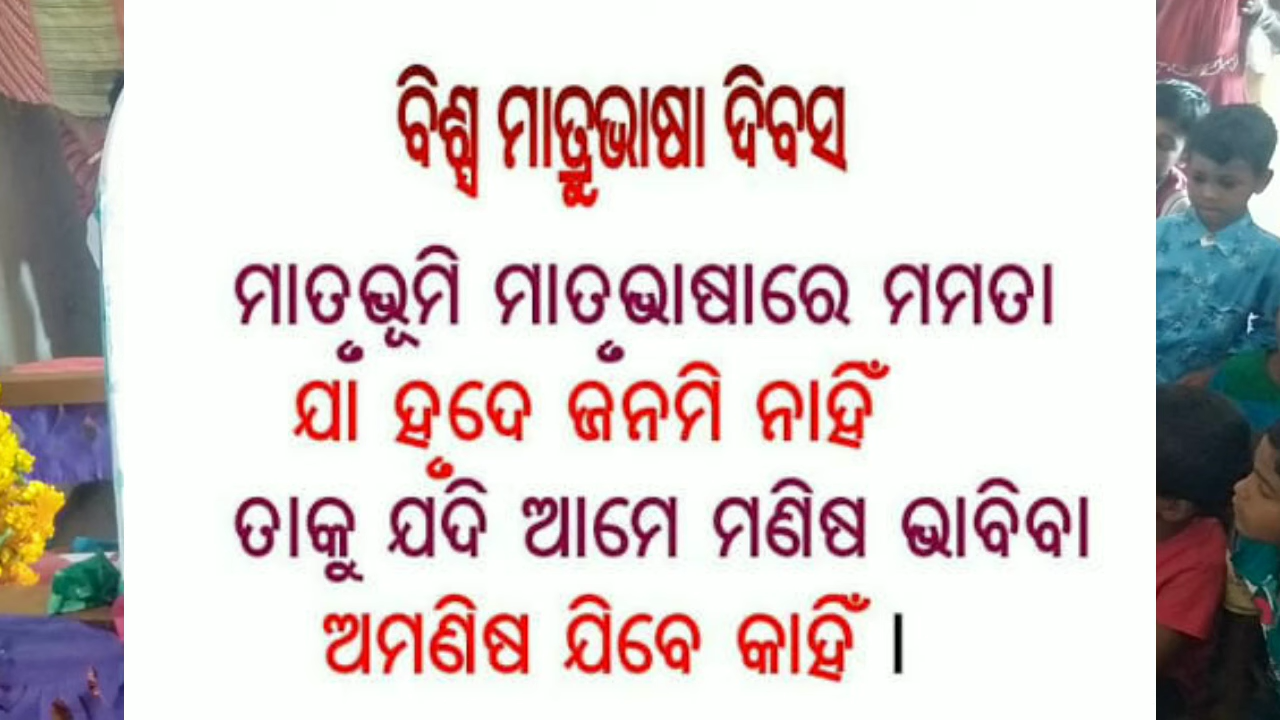 ବିଶ୍ଵ ମାତ୍ରୁଭାଷା ଦିବସ
ମାତୃଭୂମି ମାତୃଭାଷାରେ ମମତା
ଯା ହୃଦେ ଜନମି ନାହିଁ
ତାକୁ ଯଦି ଆମେ ମଣିଷ ଭାବିବା
ଅମଣିଷ ଯିବେ କାହିଁ ।